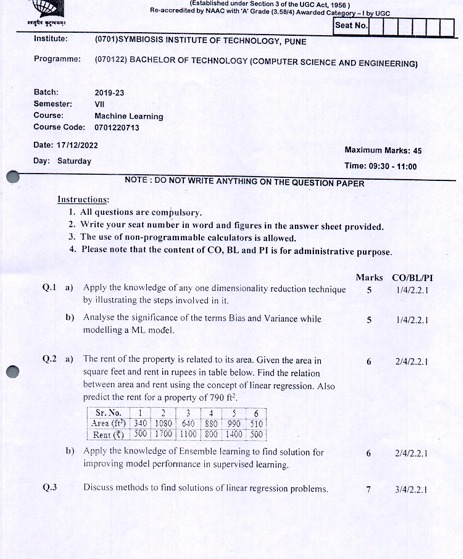 (Established under Section 3 of the UGC Act, 1956 )
Re-accredited by NAAC with 'A' Grade (3.58/4) Awarded Category – I by UGC
Seat No.
Institute: (0701)SYMBIOSIS INSTITUTE OF TECHNOLOGY, PUNE
Programme: (070122) BACHELOR OF TECHNOLOGY (COMPUTER SCIENCE AND ENGINEERING)
Batch: 2019-23
Semester: VII
Course: Machine Learning
Course Code: 0701220713
Date: 17/12/2022
Maximum Marks: 45
Day: Saturday
Time: 09:30 - 11:00
NOTE : DO NOT WRITE ANYTHING ON THE QUESTION PAPER
Instructions:
1. All questions are compulsory.
2. Write your seat number in word and figures in the answer sheet provided.
3. The use of non-programmable calculators is allowed.
4. Please note that the content of CO, BL and PI is for administrative purpose.
Marks CO/BL/PI
Q.1 a) Apply the knowledge of any one dimensionality reduction technique 5 1/4/2.2.1
by illustrating the steps involved in it.
b) Analyse the significance of the terms Bias and Variance while 5 1/4/2.2.1
modelling a ML model.
Q.2 a) The rent of the property is related to its area. Given the area in 6 2/4/2.2.1
square feet and rent in rupees in table below. Find the relation
between area and rent using the concept of linear regression. Also
predict the rent for a property of 790 ft².
Sr. No. 1 2 3 4 5 6
Area (ft²) 340 1080 640 880 990 510
Rent (₹) 500 1700 1100 800 1400 500
b) Apply the knowledge of Ensemble learning to find solution for 6 2/4/2.2.1
improving model performance in supervised learning.
Q.3 Discuss methods to find solutions of linear regression problems. 7 3/4/2.2.1